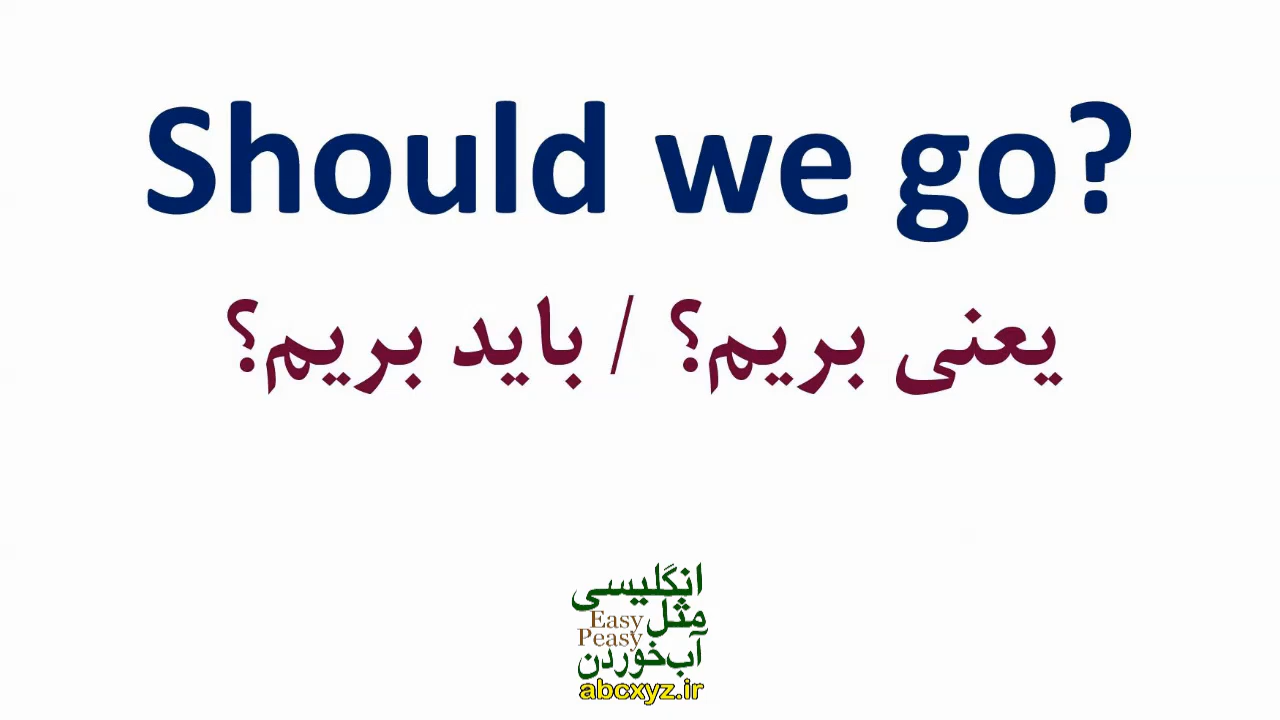 Should we go?
یعنی بریم؟ / باید بریم؟
انگلیسی
مثل Easy
Peasy
آب‌خوردن
abcxyz.ir